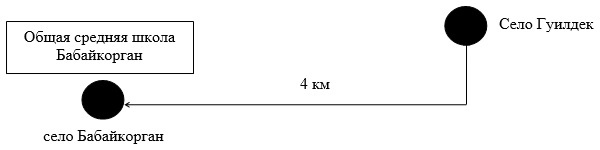 Общая средняя школа
Бабайкорган
Село Гуилдек
4 км
село Бабайкорган